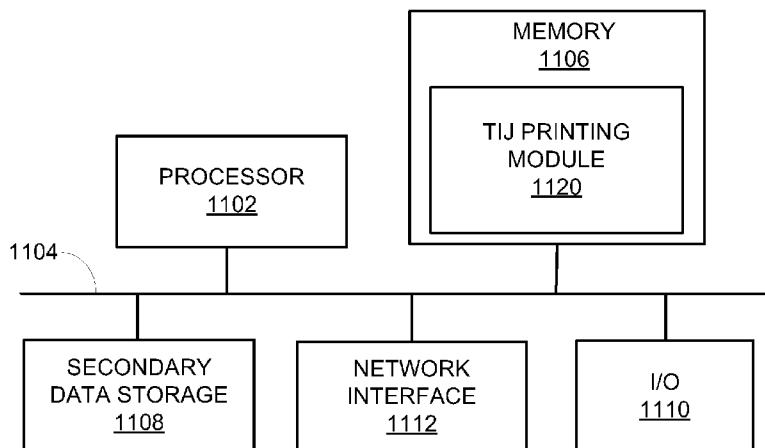 MEMORY
1106
TIJ PRINTING
MODULE
1120
PROCESSOR
1102
1104
SECONDARY
DATA STORAGE
1108
NETWORK
INTERFACE
1112
I/O
1110